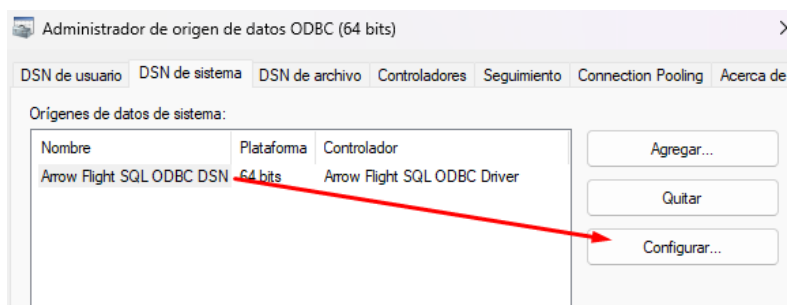 Administrador de origen de datos ODBC (64 bits)
DSN de usuario DSN de sistema DSN de archivo Controladores Seguimiento Connection Pooling Acerca de
Orígenes de datos de sistema:
Nombre Plataforma Controlador
Agregar...
Arrow Flight SQL ODBC DSN 64 bits Arrow Flight SQL ODBC Driver
Quitar
Configurar...